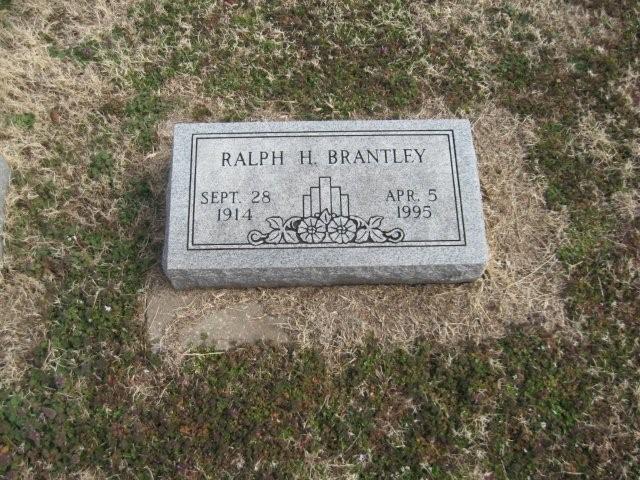 RALPH H. BRANTLEY
SEPT. 28
1914
APR. 5
1995